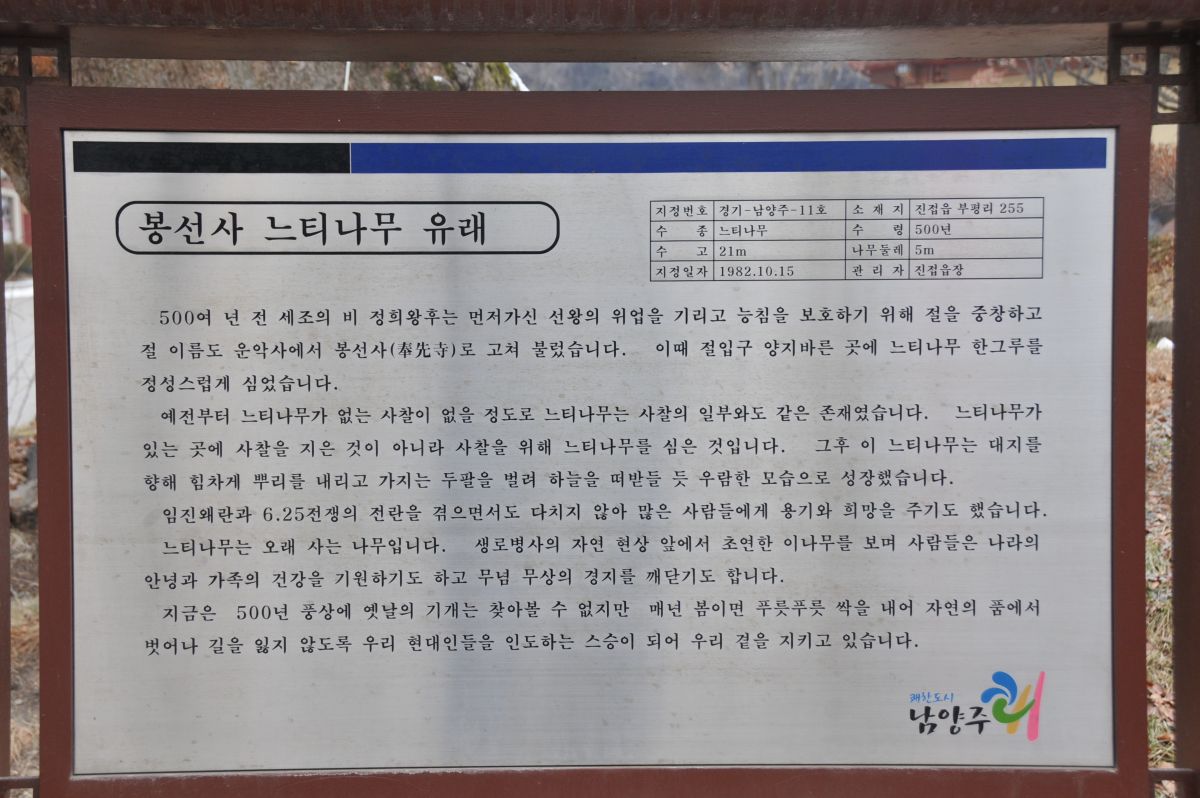 봉선사 느티나무 유래
지정번호 경기-남양주-11호 소 재 지 진접읍 부평리 255
수 종 느티나무 수 령 500년
수 고 21m 나무둘레 5m
지정일자 1982.10.15 관 리 자 진접읍장
500여 년 전 세조의 비 정희왕후는 먼저가신 선왕의 위업을 기리고 능침을 보호하기 위해 절을 중창하고
절 이름도 운악사에서 봉선사(奉先寺)로 고쳐 불렀습니다. 이때 절입구 양지바른 곳에 느티나무 한그루를
정성스럽게 심었습니다.
예전부터 느티나무가 없는 사찰이 없을 정도로 느티나무는 사찰의 일부와도 같은 존재였습니다. 느티나무가
있는 곳에 사찰을 지은 것이 아니라 사찰을 위해 느티나무를 심은 것입니다. 그후 이 느티나무는 대지를
향해 힘차게 뿌리를 내리고 가지는 두팔을 벌려 하늘을 떠받들 듯 우람한 모습으로 성장했습니다.
임진왜란과 6.25전쟁의 전란을 겪으면서도 다치지 않아 많은 사람들에게 용기와 희망을 주기도 했습니다.
느티나무는 오래 사는 나무입니다. 생로병사의 자연 현상 앞에서 초연한 이나무를 보며 사람들은 나라의
안녕과 가족의 건강을 기원하기도 하고 무념 무상의 경지를 깨닫기도 합니다.
지금은 500년 풍상에 옛날의 기개는 찾아볼 수 없지만 매년 봄이면 푸릇푸릇 싹을 내어 자연의 품에서
벗어나 길을 잃지 않도록 우리 현대인들을 인도하는 스승이 되어 우리 곁을 지키고 있습니다.
쾌한도시
남양주